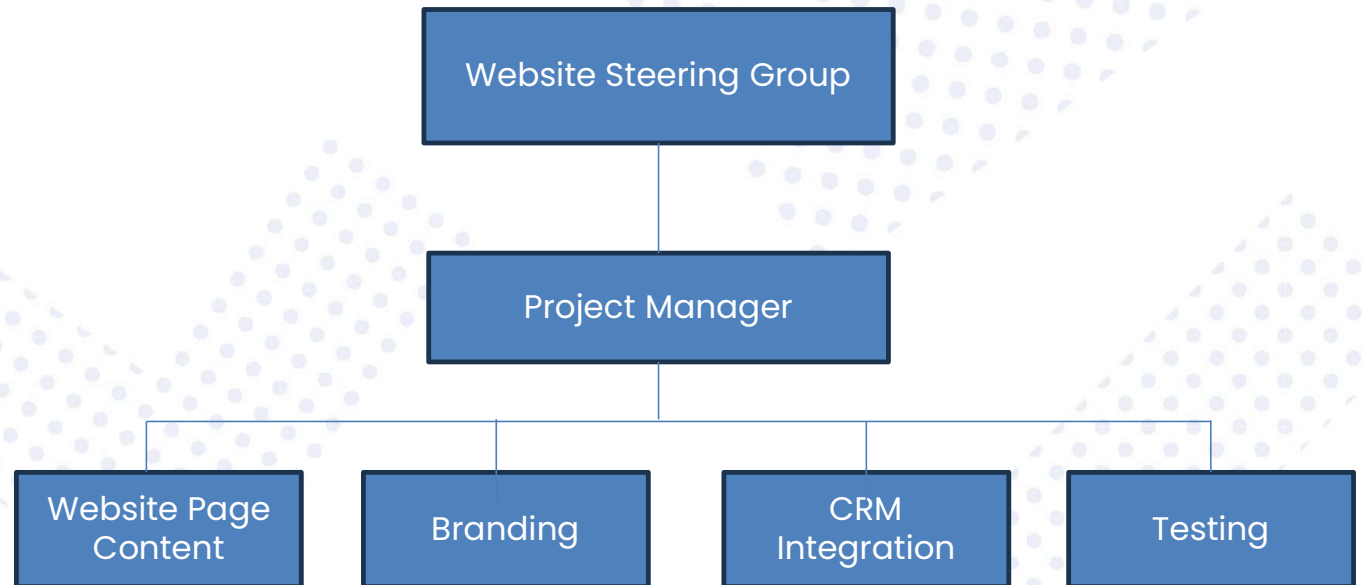 Website Steering Group
Project Manager
Website Page
Content
Branding
CRM
Integration
Testing